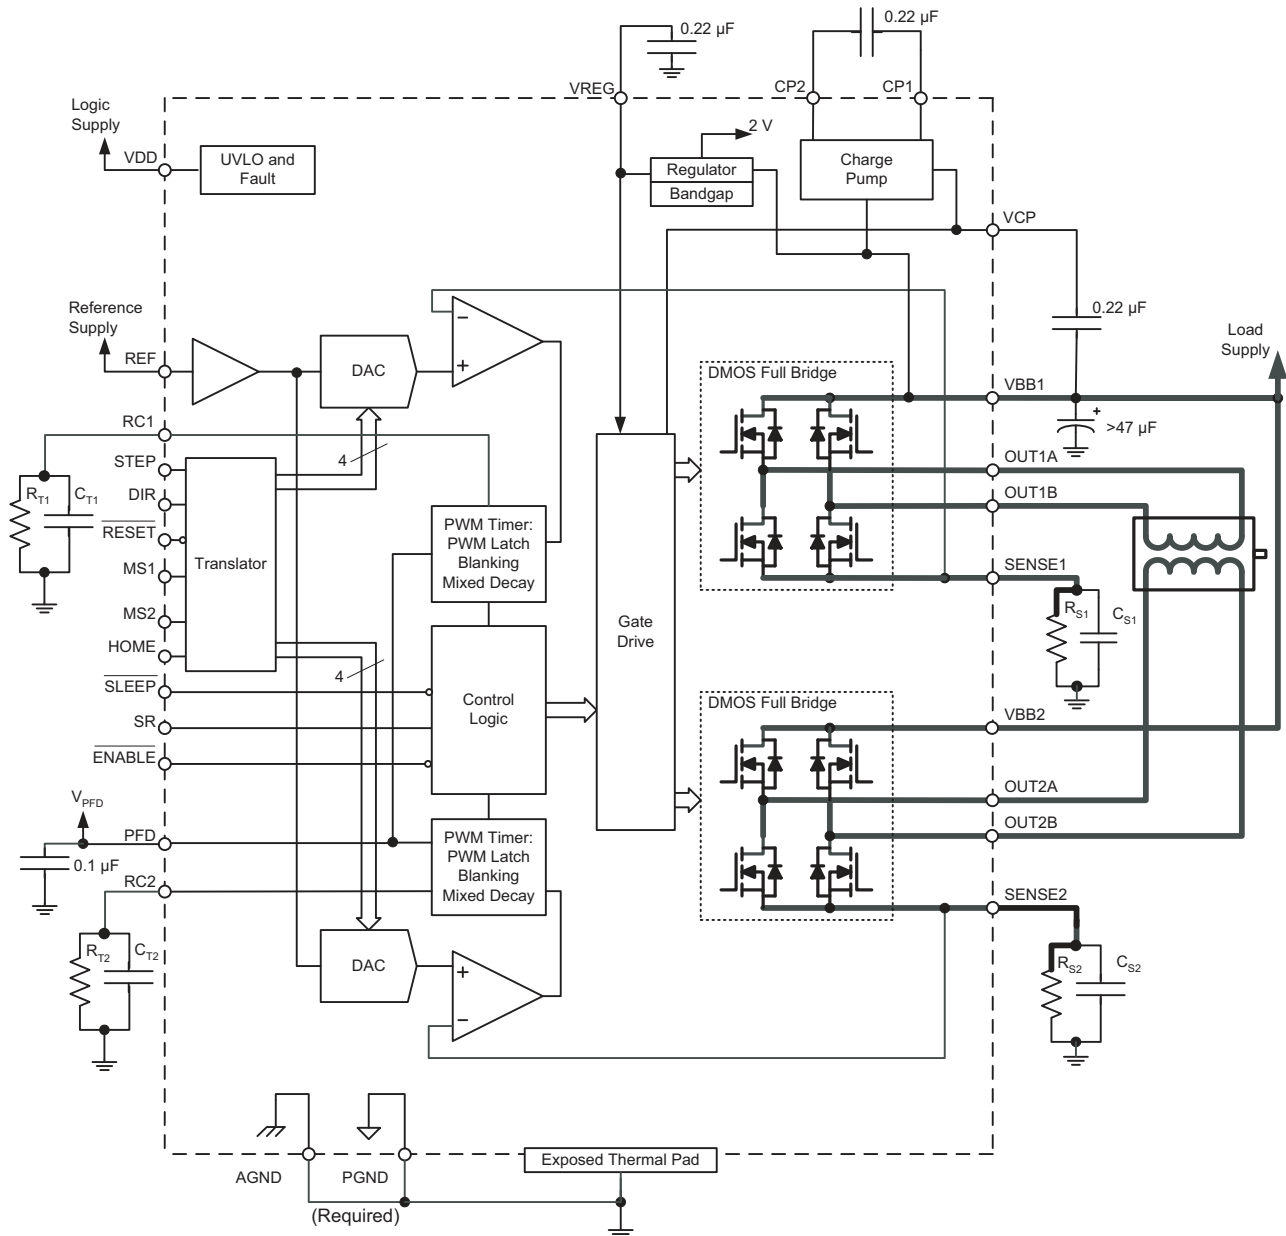 0.22 µF
0.22 µF
VREG
CP2
CP1
Logic
Supply
VDD
UVLO and
Fault
2 V
Regulator
Bandgap
Charge
Pump
VCP
Reference
Supply
REF
DAC
−
+
0.22 µF
Load
Supply
DMOS Full Bridge
VBB1
+
>47 µF
RC1
4
STEP
OUT1A
RT1
CT1
DIR
OUT1B
RESET
PWM Timer:
PWM Latch
Blanking
Mixed Decay
Translator
MS1
SENSE1
MS2
RS1
CS1
Gate
Drive
HOME
4
SLEEP
Control
Logic
DMOS Full Bridge
SR
VBB2
ENABLE
VPFD
OUT2A
PFD
OUT2B
0.1 µF
PWM Timer:
PWM Latch
Blanking
Mixed Decay
RC2
SENSE2
RT2
CT2
DAC
+
−
RS2
CS2
Exposed Thermal Pad
AGND
PGND
(Required)